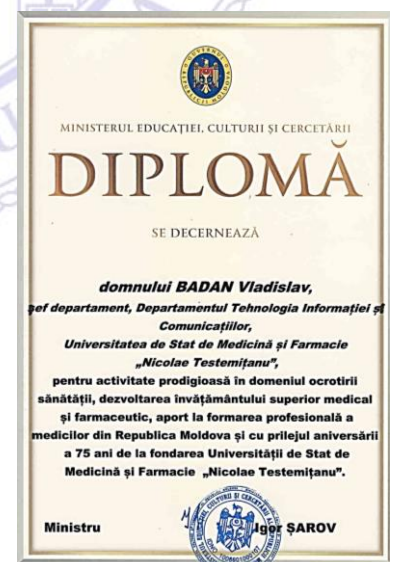 MINISTERUL EDUCAȚIEI, CULTURII ȘI CERCETĂRII
DIPLOMĂ
SE DECERNEAZĂ
domnului BADAN Vladislav,
șef departament, Departamentul Tehnologia Informației și
Comunicațiilor,
Universitatea de Stat de Medicină și Farmacie
„Nicolae Testemițanu”,
pentru activitate prodigioasă în domeniul ocrotirii
sănătății, dezvoltarea învățământului superior medical
și farmaceutic, aport la formarea profesională a
medicilor din Republica Moldova și cu prilejul aniversării
a 75 ani de la fondarea Universității de Stat de
Medicină și Farmacie „Nicolae Testemițanu”.
Ministru Igor ȘAROV